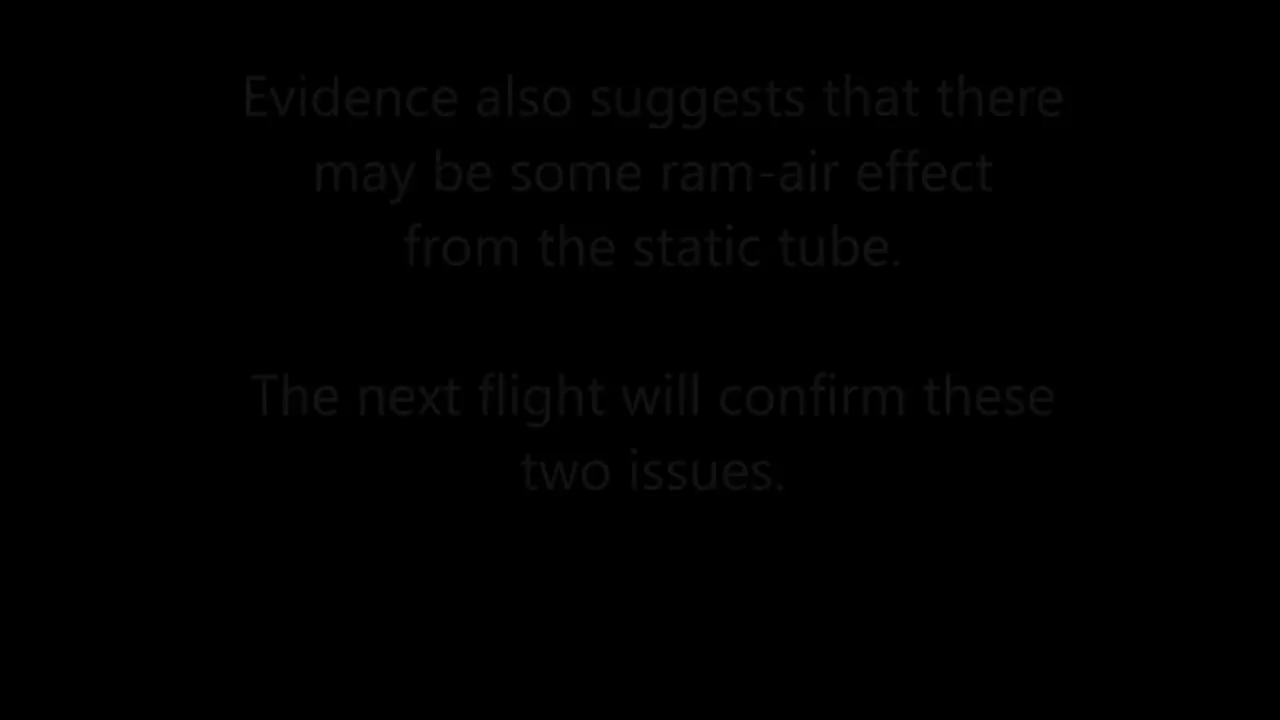 Evidence also suggests that there
may be some ram-air effect
from the static tube.
The next flight will confirm these
two issues.